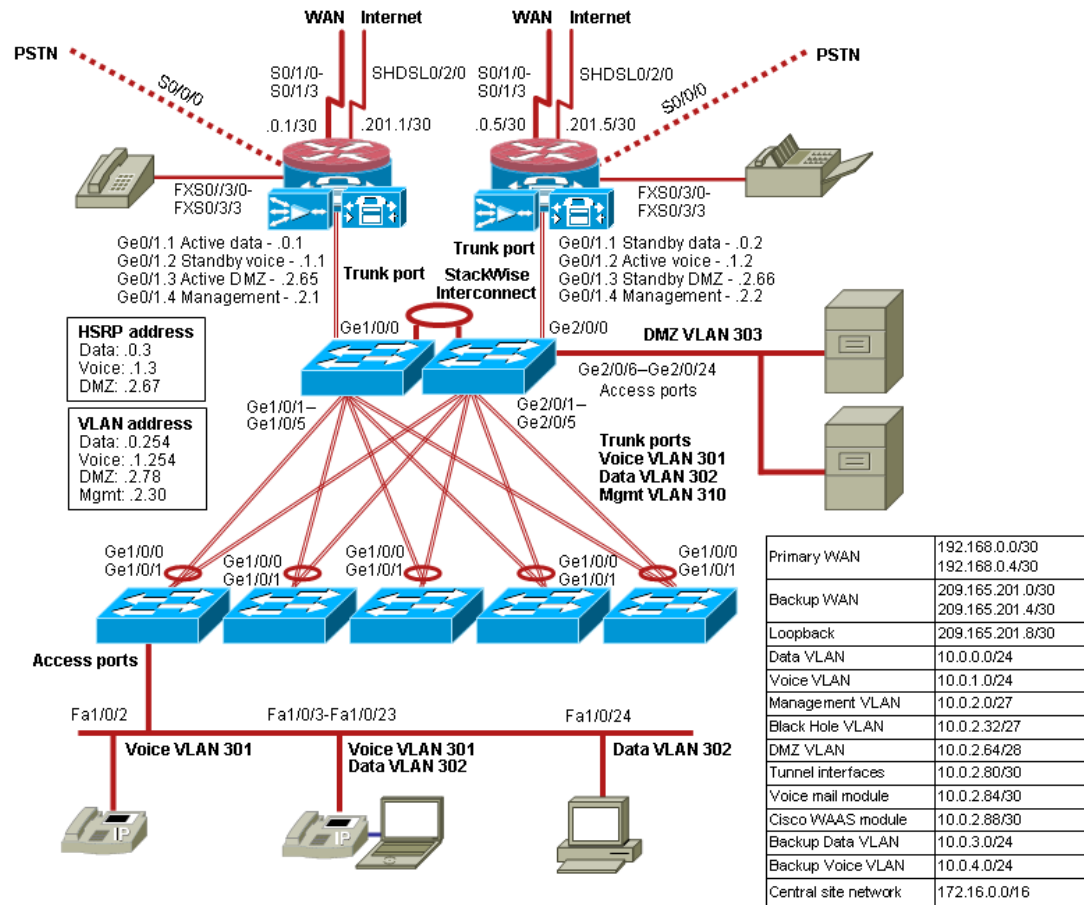 WAN Internet
WAN Internet
PSTN
PSTN
S0/0/0
S0/1/0-
S0/1/3
SHDSL0/2/0
S0/1/0-
S0/1/3
SHDSL0/2/0
S0/0/0
.0.1/30
.201.1/30
.0.5/30
.201.5/30
FXS0//3/0-
FXS0/3/3
FXS0/3/0-
FXS0/3/3
Ge0/1.1 Active data - .0.1
Ge0/1.2 Standby voice - .1.1
Ge0/1.3 Active DMZ - .2.65
Ge0/1.4 Management - .2.1
Trunk port
Trunk port
StackWise
Interconnect
Ge0/1.1 Standby data - .0.2
Ge0/1.2 Active voice - .1.2
Ge0/1.3 Standby DMZ - .2.66
Ge0/1.4 Management - .2.2
HSRP address
Data: .0.3
Voice: .1.3
DMZ: .2.67
Ge1/0/0
Ge2/0/0
DMZ VLAN 303
Ge2/0/6–Ge2/0/24
Access ports
VLAN address
Data: .0.254
Voice: .1.254
DMZ: .2.78
Mgmt: .2.30
Ge1/0/1–
Ge1/0/5
Ge2/0/1–
Ge2/0/5
Trunk ports
Voice VLAN 301
Data VLAN 302
Mgmt VLAN 310
Ge1/0/0
Ge1/0/1
Ge1/0/0
Ge1/0/1
Ge1/0/0
Ge1/0/1
Ge1/0/0
Ge1/0/1
Ge1/0/0
Ge1/0/1
Access ports
Fa1/0/2
Fa1/0/3-Fa1/0/23
Fa1/0/24
Voice VLAN 301
Voice VLAN 301
Data VLAN 302
Data VLAN 302
IP
IP
Primary WAN 192.168.0.0/30
192.168.0.4/30
Backup WAN 209.165.201.0/30
209.165.201.4/30
Loopback 209.165.201.8/30
Data VLAN 10.0.0.0/24
Voice VLAN 10.0.1.0/24
Management VLAN 10.0.2.0/27
Black Hole VLAN 10.0.2.32/27
DMZ VLAN 10.0.2.64/28
Tunnel interfaces 10.0.2.80/30
Voice mail module 10.0.2.84/30
Cisco WAAS module 10.0.2.88/30
Backup Data VLAN 10.0.3.0/24
Backup Voice VLAN 10.0.4.0/24
Central site network 172.16.0.0/16